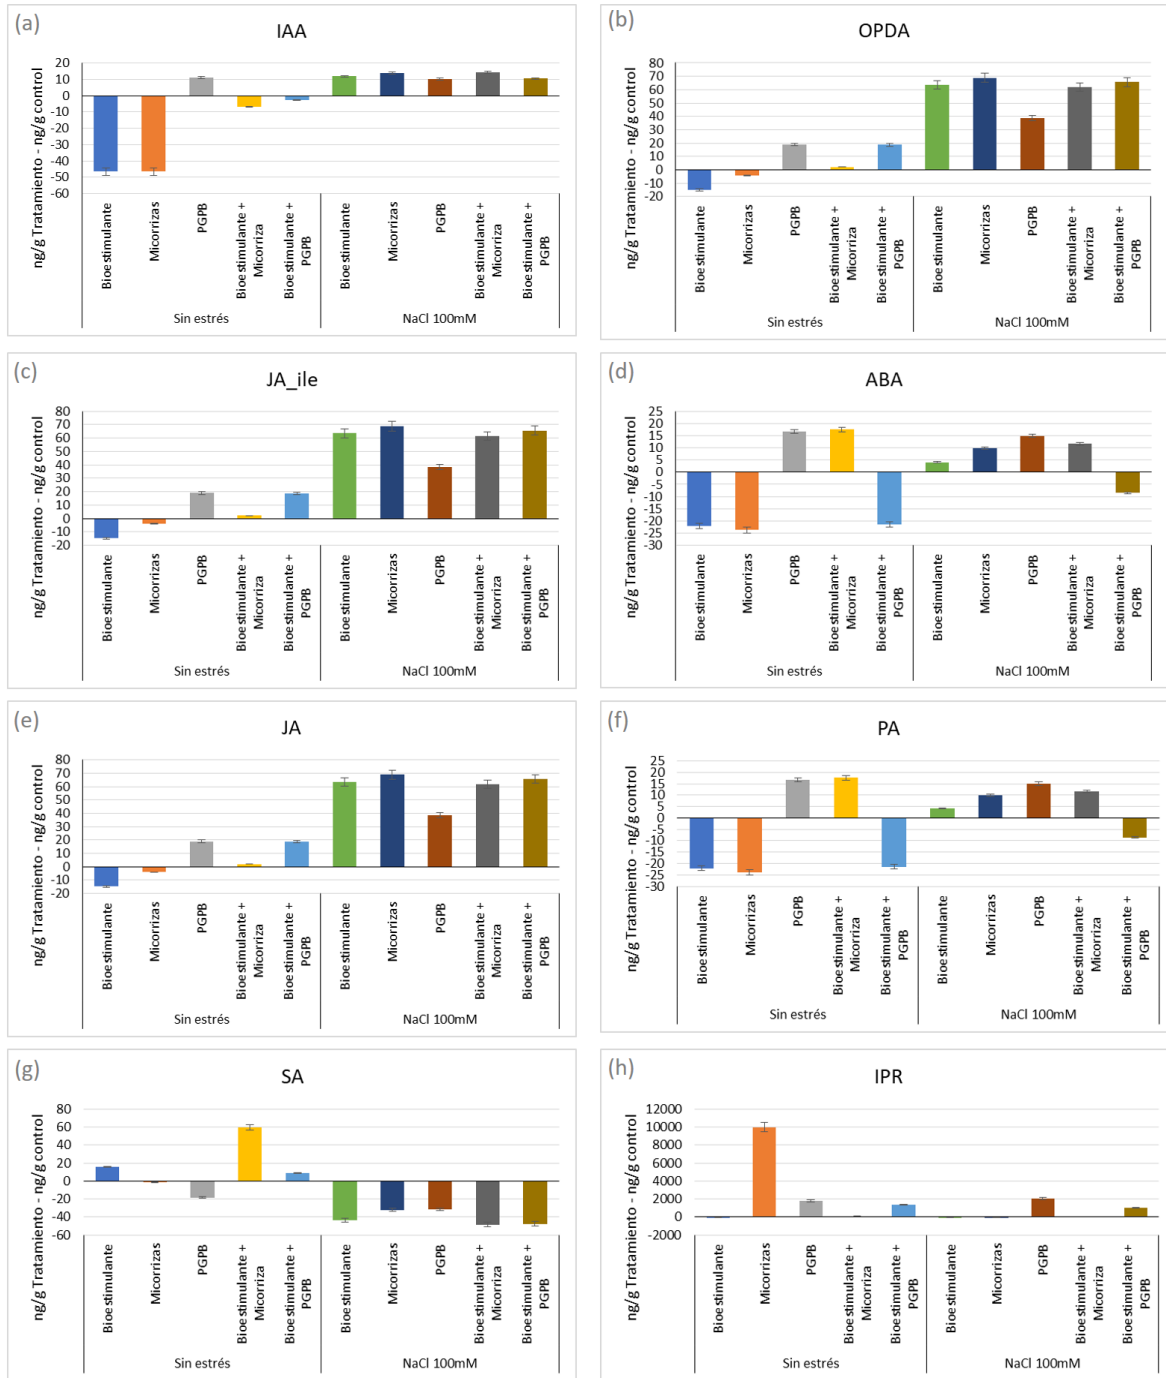 (a)
IAA
ng/g Tratamiento - ng/g control
20
10
0
-10
-20
-30
-40
-50
-60
Bioestimulante
Micorrizas
PGPB
Bioestimulante +
Micorriza
Bioestimulante +
PGPB
Bioestimulante
Micorrizas
PGPB
Bioestimulante +
Micorriza
Bioestimulante +
PGPB
Sin estrés
NaCl 100mM
(b)
OPDA
ng/g Tratamiento - ng/g control
80
70
60
50
40
30
20
10
0
-10
-20
Bioestimulante
Micorrizas
PGPB
Bioestimulante +
Micorriza
Bioestimulante +
PGPB
Bioestimulante
Micorrizas
PGPB
Bioestimulante +
Micorriza
Bioestimulante +
PGPB
Sin estrés
NaCl 100mM
(c)
JA_ile
ng/g Tratamiento - ng/g control
80
70
60
50
40
30
20
10
0
-10
-20
Bioestimulante
Micorrizas
PGPB
Bioestimulante +
Micorriza
Bioestimulante +
PGPB
Bioestimulante
Micorrizas
PGPB
Bioestimulante +
Micorriza
Bioestimulante +
PGPB
Sin estrés
NaCl 100mM
(d)
ABA
ng/g Tratamiento - ng/g control
25
20
15
10
5
0
-5
-10
-15
-20
-25
-30
Bioestimulante
Micorrizas
PGPB
Bioestimulante +
Micorriza
Bioestimulante +
PGPB
Bioestimulante
Micorrizas
PGPB
Bioestimulante +
Micorriza
Bioestimulante +
PGPB
Sin estrés
NaCl 100mM
(e)
JA
ng/g Tratamiento - ng/g control
80
70
60
50
40
30
20
10
0
-10
-20
Bioestimulante
Micorrizas
PGPB
Bioestimulante +
Micorriza
Bioestimulante +
PGPB
Bioestimulante
Micorrizas
PGPB
Bioestimulante +
Micorriza
Bioestimulante +
PGPB
Sin estrés
NaCl 100mM
(f)
PA
ng/g Tratamiento - ng/g control
25
20
15
10
5
0
-5
-10
-15
-20
-25
-30
Bioestimulante
Micorrizas
PGPB
Bioestimulante +
Micorriza
Bioestimulante +
PGPB
Bioestimulante
Micorrizas
PGPB
Bioestimulante +
Micorriza
Bioestimulante +
PGPB
Sin estrés
NaCl 100mM
(g)
SA
ng/g Tratamiento - ng/g control
80
60
40
20
0
-20
-40
-60
Bioestimulante
Micorrizas
PGPB
Bioestimulante +
Micorriza
Bioestimulante +
PGPB
Bioestimulante
Micorrizas
PGPB
Bioestimulante +
Micorriza
Bioestimulante +
PGPB
Sin estrés
NaCl 100mM
(h)
IPR
ng/g Tratamiento - ng/g control
12000
10000
8000
6000
4000
2000
0
-2000
Bioestimulante
Micorrizas
PGPB
Bioestimulante +
Micorriza
Bioestimulante +
PGPB
Bioestimulante
Micorrizas
PGPB
Bioestimulante +
Micorriza
Bioestimulante +
PGPB
Sin estrés
NaCl 100mM